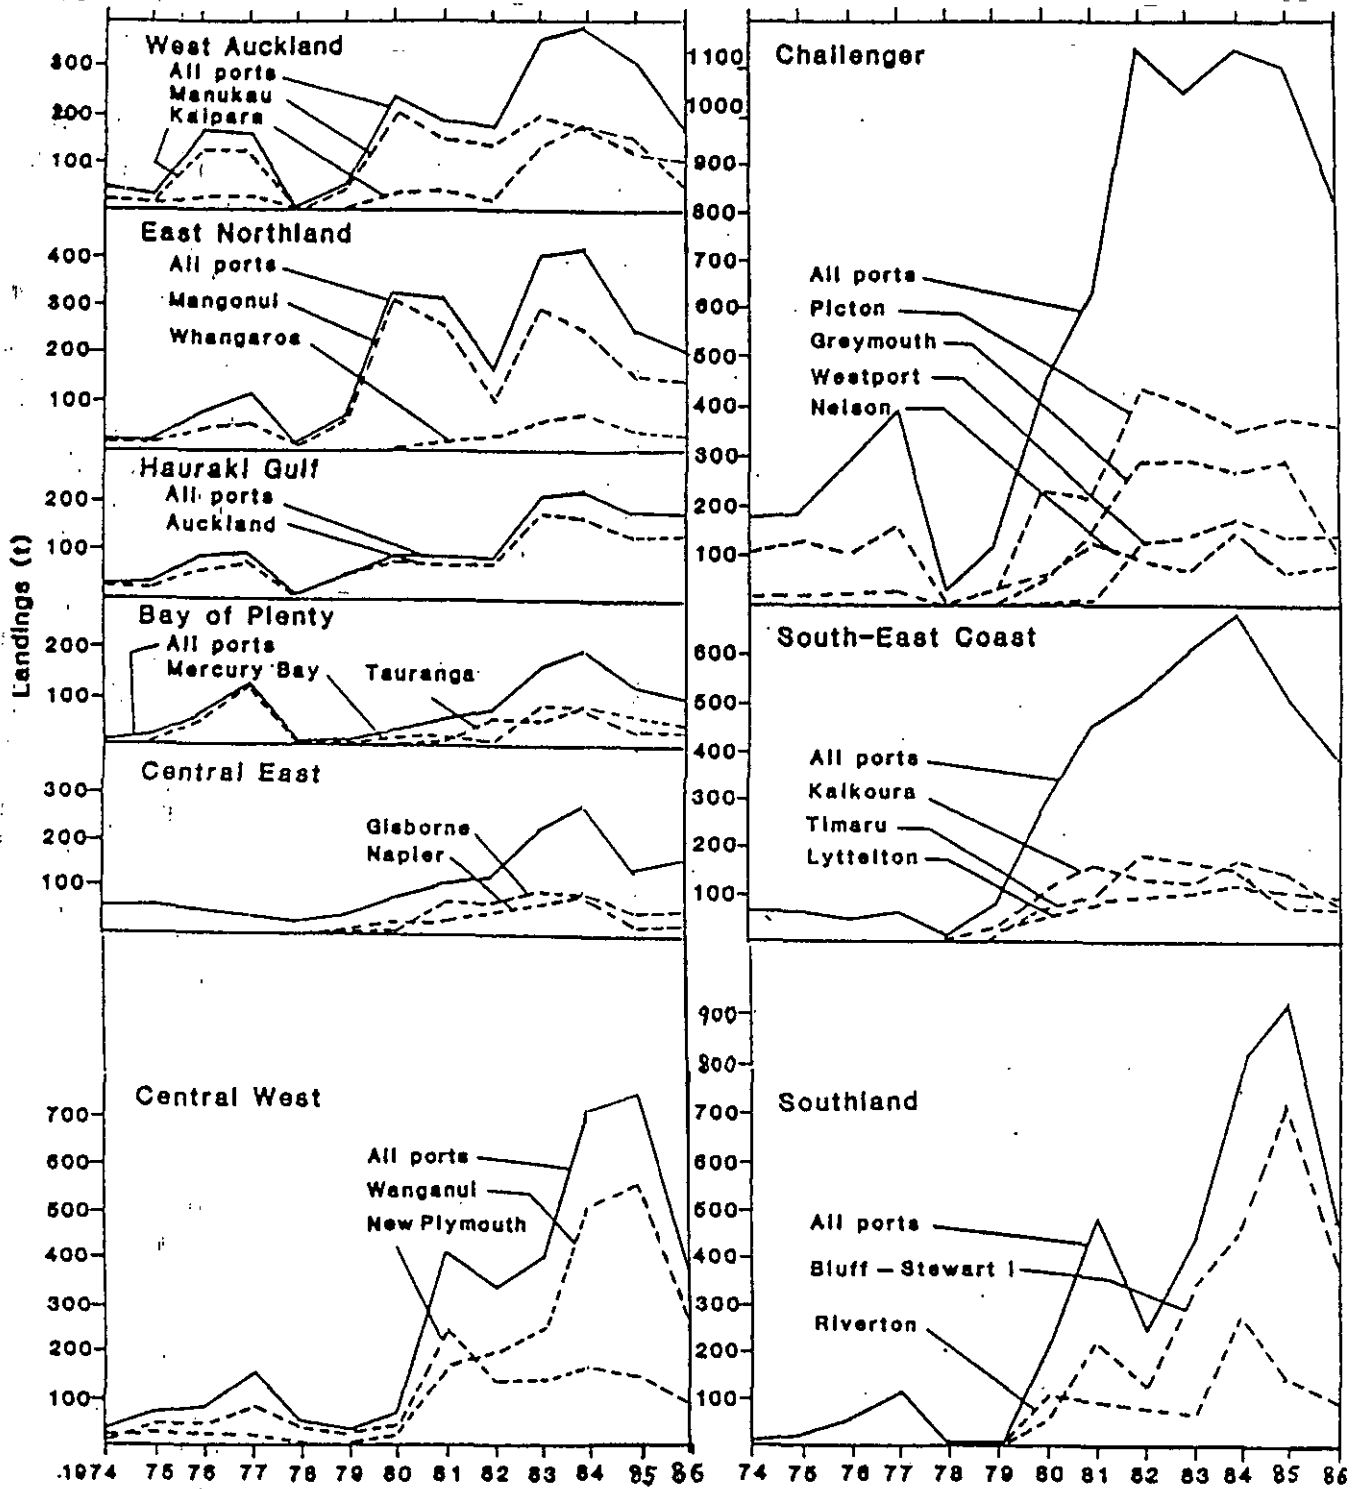 West Auckland
All ports
Manukau
Kaipara
300
200
100
East Northland
All ports
Mangonui
Whangaroa
400
300
200
100
Hauraki Gulf
All ports
Auckland
200
100
Bay of Plenty
All ports
Mercury Bay
Tauranga
200
100
Central East
Gisborne
Napier
300
200
100
Central West
All ports
Wanganui
New Plymouth
700
600
500
400
300
200
100
Landings (t)
1974 75 76 77 78 79 80 81 82 83 84 85 86
Challenger
All ports
Picton
Greymouth
Westport
Nelson
1100
1000
900
800
700
600
500
400
300
200
100
South-East Coast
All ports
Kaikoura
Timaru
Lyttelton
600
500
400
300
200
100
Southland
All ports
Bluff – Stewart I
Riverton
900
800
700
600
500
400
300
200
100
74 75 76 77 78 79 80 81 82 83 84 85 86